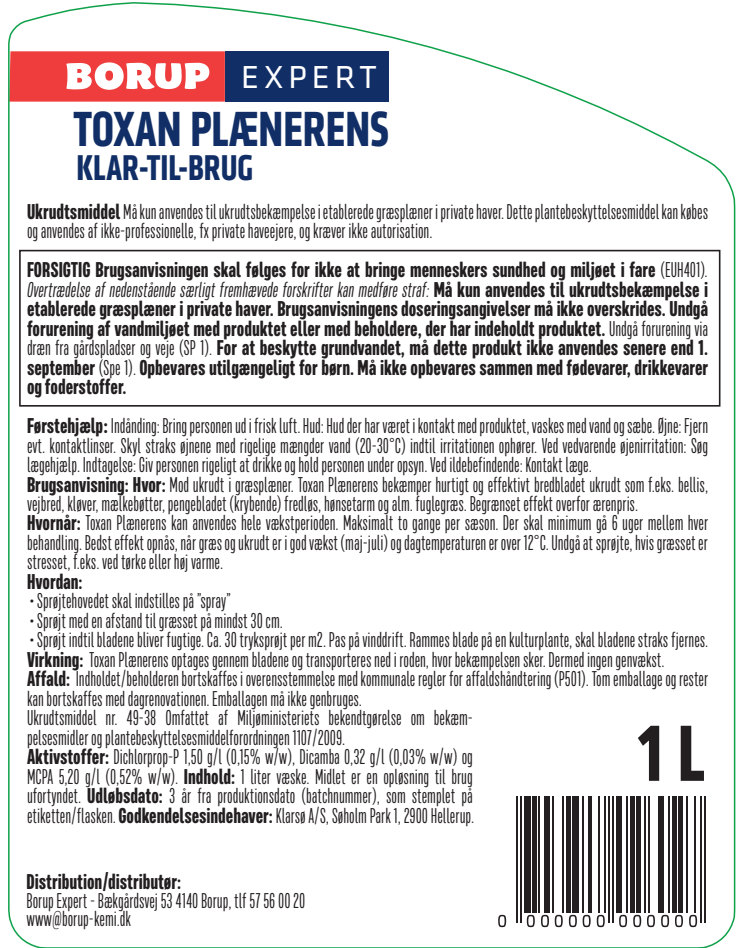 BORUP EXPERT
TOXAN PLÆNERENS
KLAR-TIL-BRUG
Ukrudtsmiddel Må kun anvendes til ukrudtsbekæmpelse i etablerede græsplæner i private haver. Dette plantebeskyttelsesmiddel kan købes
og anvendes af ikke-professionelle, fx private haveejere, og kræver ikke autorisation.
FORSIGTIG Brugsanvisningen skal følges for ikke at bringe menneskers sundhed og miljøet i fare (EUH401).
Overtrædelse af nedenstående særligt fremhævede forskrifter kan medføre straf: Må kun anvendes til ukrudtsbekæmpelse i
etablerede græsplæner i private haver. Brugsanvisningens doseringsangivelser må ikke overskrides. Undgå
forurening af vandmiljøet med produktet eller med beholdere, der har indeholdt produktet. Undgå forurening via
dræn fra gårdspladser og veje (SP 1). For at beskytte grundvandet, må dette produkt ikke anvendes senere end 1.
september (Spe 1). Opbevares utilgængeligt for børn. Må ikke opbevares sammen med fødevarer, drikkevarer
og foderstoffer.
Førstehjælp: Indånding: Bring personen ud i frisk luft. Hud: Hud der har været i kontakt med produktet, vaskes med vand og sæbe. Øjne: Fjern
evt. kontaktlinser. Skyl straks øjnene med rigelige mængder vand (20-30°C) indtil irritationen ophører. Ved vedvarende øjenirritation: Søg
lægehjælp. Indtagelse: Giv personen rigeligt at drikke og hold personen under opsyn. Ved ildebefindende: Kontakt læge.
Brugsanvisning: Hvor: Mod ukrudt i græsplæner. Toxan Plænerens bekæmper hurtigt og effektivt bredbladet ukrudt som f.eks. bellis,
vejbred, kløver, mælkebøtter, pengebladet (krybende) fredløs, hønsetarm og alm. fuglegræs. Begrænset effekt overfor ærenpris.
Hvornår: Toxan Plænerens kan anvendes hele vækstperioden. Maksimalt to gange per sæson. Der skal minimum gå 6 uger mellem hver
behandling. Bedst effekt opnås, når græs og ukrudt er i god vækst (maj-juli) og dagtemperaturen er over 12°C. Undgå at sprøjte, hvis græsset er
stresset, f.eks. ved tørke eller høj varme.
Hvordan:
• Sprøjtehovedet skal indstilles på "spray"
• Sprøjt med en afstand til græsset på mindst 30 cm.
• Sprøjt indtil bladene bliver fugtige. Ca. 30 tryksprøjt per m2. Pas på vinddrift. Rammes blade på en kulturplante, skal bladene straks fjernes.
Virkning: Toxan Plænerens optages gennem bladene og transporteres ned i roden, hvor bekæmpelsen sker. Dermed ingen genvækst.
Affald: Indholdet/beholderen bortskaffes i overensstemmelse med kommunale regler for affaldshåndtering (P501). Tom emballage og rester
kan bortskaffes med dagrenovationen. Emballagen må ikke genbruges.
Ukrudtsmiddel nr. 49-38 Omfattet af Miljøministeriets bekendtgørelse om bekæm-
pelsesmidler og plantebeskyttelsesmiddelforordningen 1107/2009.
Aktivstoffer: Dichlorprop-P 1,50 g/l (0,15% w/w), Dicamba 0,32 g/l (0,03% w/w) og
MCPA 5,20 g/l (0,52% w/w). Indhold: 1 liter væske. Midlet er en opløsning til brug
ufortyndet. Udløbsdato: 3 år fra produktionsdato (batchnummer), som stemplet på
etiketten/flasken. Godkendelsesindehaver: Klarsø A/S, Søholm Park 1, 2900 Hellerup.
1 L
Distribution/distributør:
Borup Expert - Bækgårdsvej 53 4140 Borup, tlf 57 56 00 20
www@borup-kemi.dk
0 000000 000000